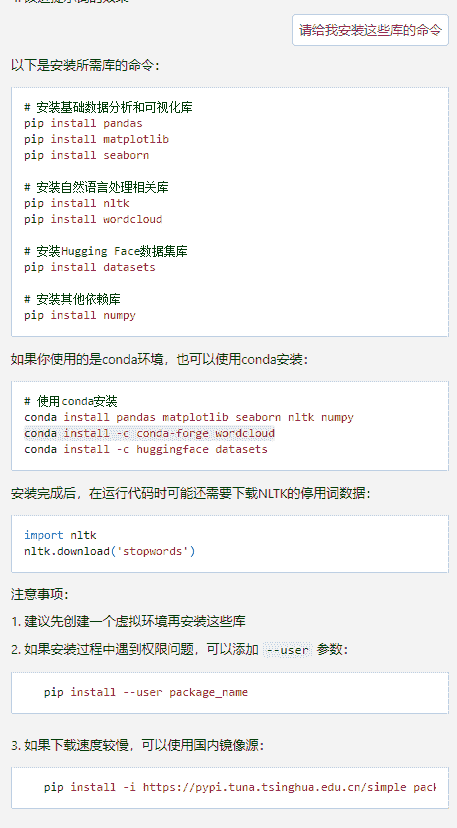 请给我安装这些库的命令
以下是安装所需库的命令：
# 安装基础数据分析和可视化库
pip install pandas
pip install matplotlib
pip install seaborn
# 安装自然语言处理相关库
pip install nltk
pip install wordcloud
# 安装Hugging Face数据集库
pip install datasets
# 安装其他依赖库
pip install numpy
如果你使用的是conda环境，也可以使用conda安装：
# 使用conda安装
conda install pandas matplotlib seaborn nltk numpy
conda install -c conda-forge wordcloud
conda install -c huggingface datasets
安装完成后，在运行代码时可能还需要下载NLTK的停用词数据：
import nltk
nltk.download('stopwords')
注意事项：
1. 建议先创建一个虚拟环境再安装这些库
2. 如果安装过程中遇到权限问题，可以添加 --user 参数：
pip install --user package_name
3. 如果下载速度较慢，可以使用国内镜像源：
pip install -i https://pypi.tuna.tsinghua.edu.cn/simple pack